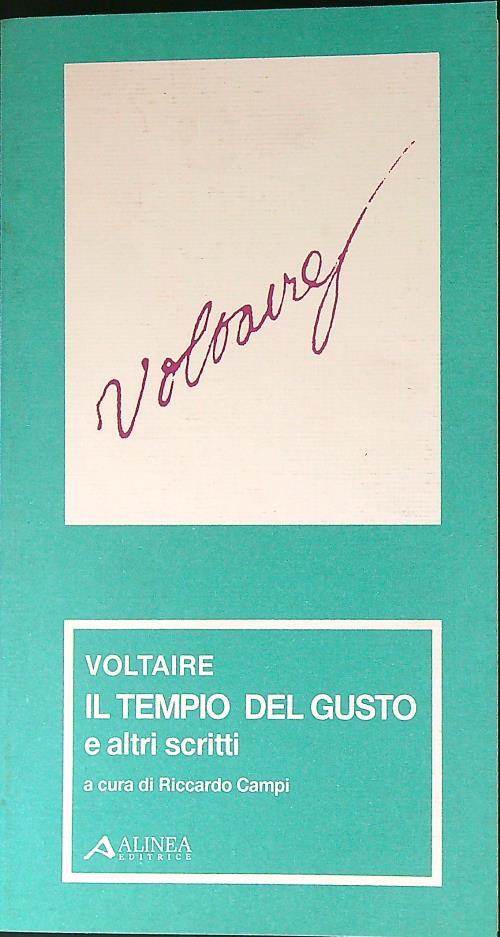 Voltaire
VOLTAIRE
IL TEMPIO DEL GUSTO
e altri scritti
a cura di Riccardo Campi
ALINEA
EDITRICE